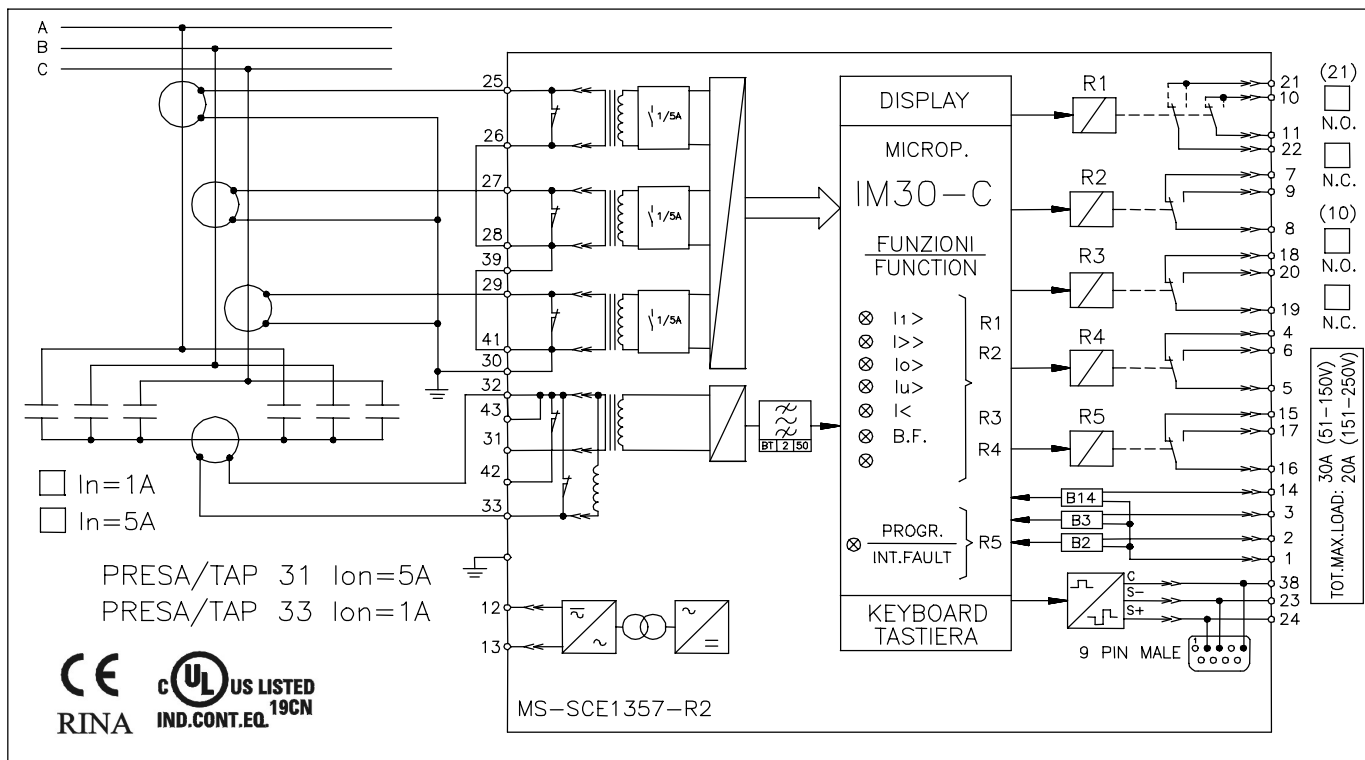 A
B
C
25
26
27
28
39
29
41
30
32
43
31
42
33
12
13
1/5A
1/5A
1/5A
BT 2 50
In=1A
In=5A
PRESA/TAP 31 Ion=5A
PRESA/TAP 33 Ion=1A
CE
RINA
C UL US LISTED
IND.CONT.EQ. 19CN
MS-SCE1357-R2
DISPLAY
MICROP.
IM30-C
FUNZIONI
FUNCTION
I1>
I>>
Io>
Iu>
I<
B.F.
R1
R2
R3
R4
PROGR.
INT.FAULT
R5
KEYBOARD
TASTIERA
R1
R2
R3
R4
R5
B14
B3
B2
C
S-
S+
9 PIN MALE
1
21
10
11
22
7
9
8
18
20
19
4
6
5
15
17
16
14
3
2
1
38
23
24
(21)
N.O.
N.C.
(10)
N.O.
N.C.
TOT.MAX.LOAD: 30A (51-150V)
20A (151-250V)